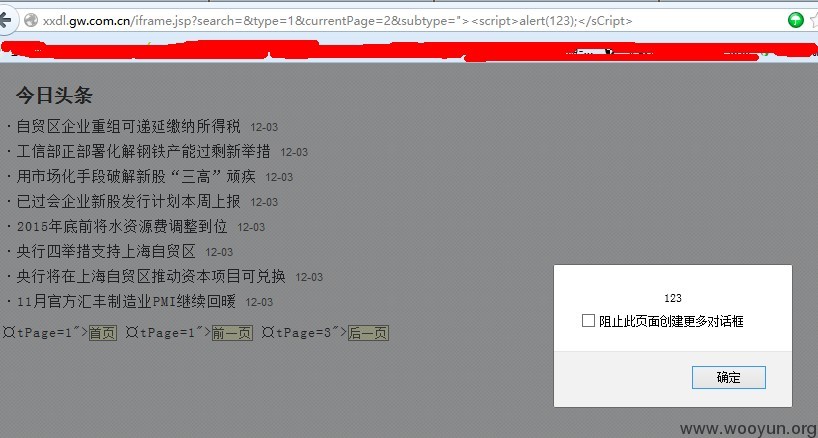 xxdl.gw.com.cn/iframe.jsp?search=&type=1&currentPage=2&subtype="><script>alert(123);</sCript>
今日头条
·自贸区企业重组可递延缴纳所得税 12-03
·工信部正部署化解钢铁产能过剩新举措 12-03
·用市场化手段破解新股“三高”顽疾 12-03
·已过会企业新股发行计划本周上报 12-03
·2015年底前将水资源费调整到位 12-03
·央行四举措支持上海自贸区 12-03
·央行将在上海自贸区推动资本项目可兑换 12-03
·11月官方汇丰制造业PMI继续回暖 12-03
¤tPage=1">首页 ¤tPage=1">前一页 ¤tPage=3">后一页
123
阻止此页面创建更多对话框
确定
www.wooyun.org